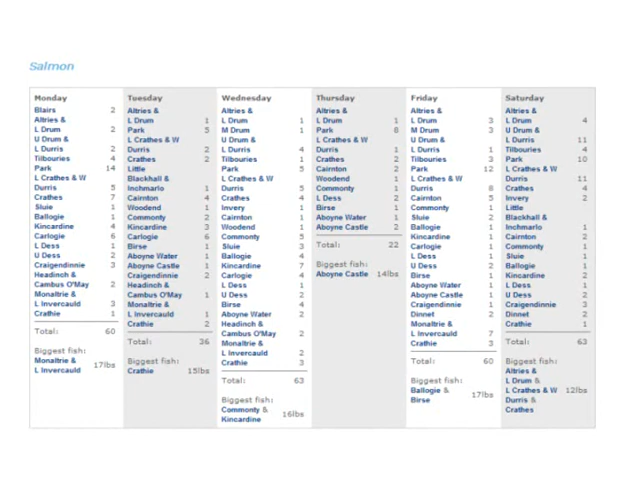 Salmon
Monday
Blairs 2
Altries &
L Drum 2
U Drum &
L Durris 2
Tilbouries 4
Park 14
L Crathes & W
Durris 5
Crathes 7
Sluie 1
Ballogie 1
Kincardine 4
Carlogie 6
L Dess 1
U Dess 2
Craigendinnie 3
Headinch &
Cambus O'May 2
Monaltrie &
L Invercauld 3
Crathie 1
Total: 60
Biggest fish:
Monaltrie &
L Invercauld 17lbs
Tuesday
Altries &
L Drum 1
Park 5
L Crathes & W
Durris 2
Crathes 2
Little
Blackhall &
Inchmarlo 1
Cairnton 4
Woodend 1
Commonty 2
Kincardine 3
Carlogie 6
Birse 1
Aboyne Water 1
Aboyne Castle 1
Craigendinnie 2
Headinch &
Cambus O'May 1
Monaltrie &
L Invercauld 1
Crathie 2
Total: 36
Biggest fish:
Crathie 15lbs
Wednesday
Altries &
L Drum 1
M Drum 1
U Drum &
L Durris 4
Tilbouries 1
Park 5
L Crathes & W
Durris 5
Crathes 4
Invery 1
Cairnton 1
Woodend 1
Commonty 5
Sluie 3
Ballogie 4
Kincardine 7
Carlogie 4
L Dess 1
U Dess 2
Birse 4
Aboyne Water 2
Headinch &
Cambus O'May 2
Monaltrie &
L Invercauld 2
Crathie 3
Total: 63
Biggest fish:
Commonty &
Kincardine 16lbs
Thursday
Altries &
L Drum 1
Park 8
L Crathes & W
Durris 1
Crathes 2
Cairnton 2
Woodend 1
Commonty 1
L Dess 2
Birse 1
Aboyne Water 1
Aboyne Castle 2
Total: 22
Biggest fish:
Aboyne Castle 14lbs
Friday
Altries &
L Drum 3
M Drum 3
U Drum &
L Durris 1
Tilbouries 3
Park 12
L Crathes & W
Durris 8
Cairnton 5
Commonty 1
Sluie 2
Ballogie 1
Kincardine 1
Carlogie 1
L Dess 1
U Dess 2
Birse 1
Aboyne Water 1
Aboyne Castle 1
Craigendinnie 1
Dinnet 2
Monaltrie &
L Invercauld 7
Crathie 3
Total: 60
Biggest fish:
Ballogie &
Birse 17lbs
Saturday
Altries &
L Drum 4
U Drum &
L Durris 11
Tilbouries 4
Park 10
L Crathes & W
Durris 11
Crathes 4
Invery 2
Little
Blackhall &
Inchmarlo 1
Cairnton 2
Commonty 1
Sluie 1
Ballogie 1
Kincardine 2
L Dess 1
U Dess 2
Craigendinnie 3
Dinnet 2
Crathie 1
Total: 63
Biggest fish:
Altries &
L Drum &
L Crathes & W 12lbs
Durris &
Crathes